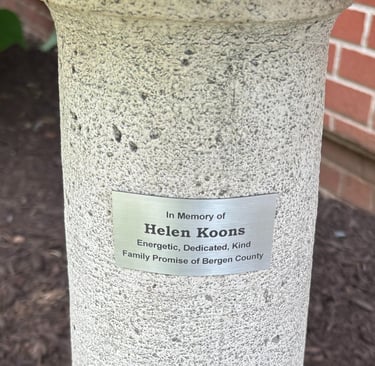 In Memory of
Helen Koons
Energetic, Dedicated, Kind
Family Promise of Bergen County